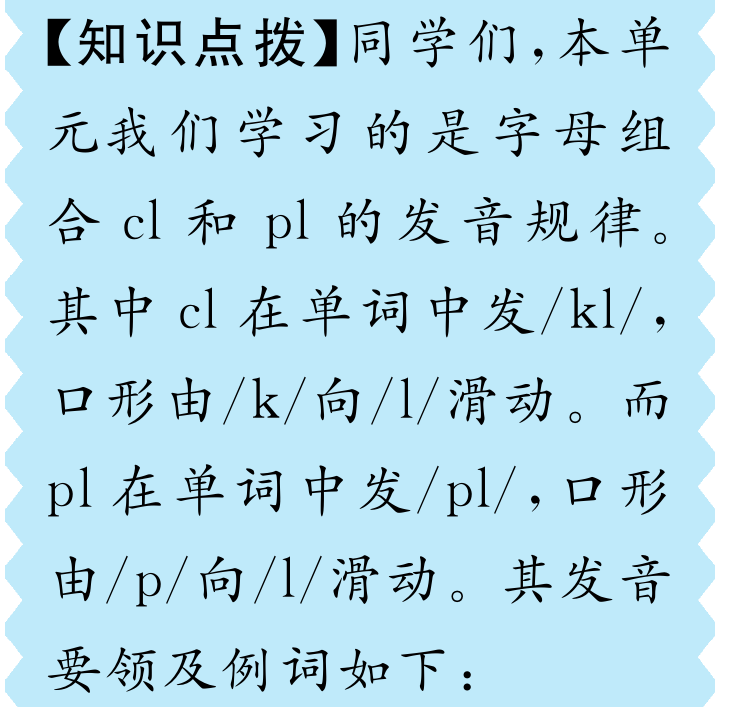 【知识点拨】同学们,本单
元我们学习的是字母组
合 cl 和 pl 的发音规律。
其中 cl 在单词中发/kl/,
口形由/k/向/l/滑动。而
pl 在单词中发/pl/,口形
由/p/向/l/滑动。其发音
要领及例词如下: